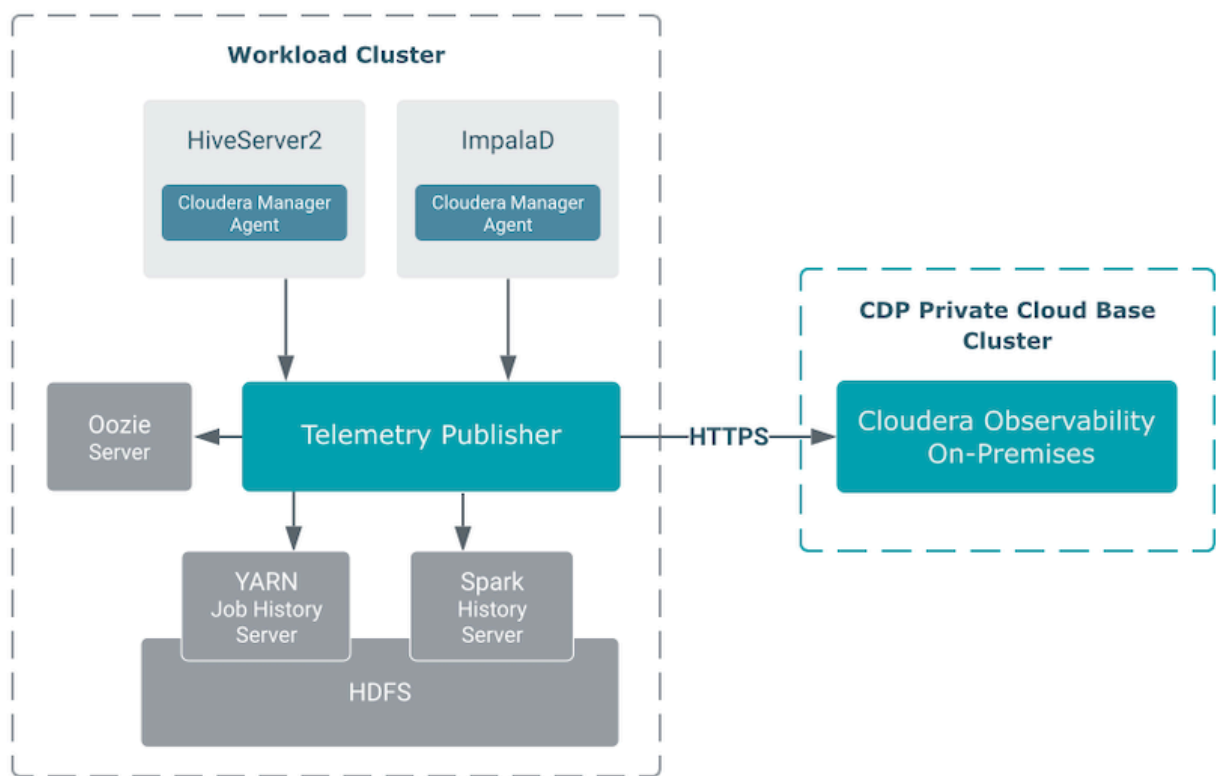 Workload Cluster
HiveServer2
ImpalaD
Cloudera Manager
Agent
Cloudera Manager
Agent
CDP Private Cloud Base
Cluster
Oozie
Server
Telemetry Publisher
HTTPS
Cloudera Observability
On-Premises
YARN
Job History
Server
Spark
History
Server
HDFS